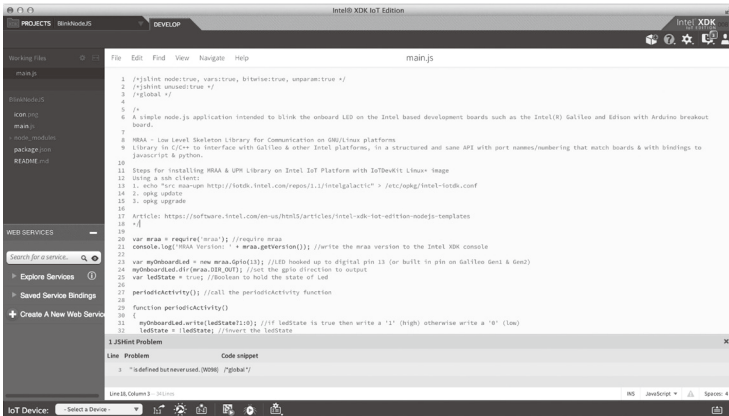 Intel® XDK IoT Edition
PROJECTS BlinkNodeJS
DEVELOP
Intel XDK
IOT EDITION
Working Files
File Edit Find View Navigate Help
main.js
main.js
BlinkNodeJS
icon.png
main.js
node_modules
package.json
README.md
1 /*jslint node:true, vars:true, bitwise:true, unparam:true */
2 /*jshint unused:true */
3 /*global */
4
5 /*
6 A simple node.js application intended to blink the onboard LED on the Intel based development boards such as the Intel(R) Galileo and Edison with Arduino breakout
board.
7
8 MRAA - Low Level Skeleton Library for Communication on GNU/Linux platforms
9 Library in C/C++ to interface with Galileo & other Intel platforms, in a structured and sane API with port nammes/numbering that match boards & with bindings to
javascript & python.
10
11 Steps for installing MRAA & UPM Library on Intel IoT Platform with IoTDevKit Linux* image
12 Using a ssh client:
13 1. echo "src maa-upm http://iotdk.intel.com/repos/1.1/intelgalactic" > /etc/opkg/intel-iotdk.conf
14 2. opkg update
15 3. opkg upgrade
16
17 Article: https://software.intel.com/en-us/html5/articles/intel-xdk-iot-edition-nodejs-templates
18 */
19
20 var mraa = require('mraa'); //require mraa
21 console.log('MRAA Version: ' + mraa.getVersion()); //write the mraa version to the Intel XDK console
22
23 var myOnboardLed = new mraa.Gpio(13); //LED hooked up to digital pin 13 (or built in pin on Galileo Gen1 & Gen2)
24 myOnboardLed.dir(mraa.DIR_OUT); //set the gpio direction to output
25 var ledState = true; //Boolean to hold the state of Led
26
27 periodicActivity(); //call the periodicActivity function
28
29 function periodicActivity()
30 {
31 myOnboardLed.write(ledState?1:0); //if ledState is true then write a '1' (high) otherwise write a '0' (low)
32 ledState = !ledState; //invert the ledState
WEB SERVICES
Search for a service..
Explore Services
Saved Service Bindings
Create A New Web Servic
1 JSHint Problem
Line Problem Code snippet
3 '' is defined but never used. (W098) /*global */
Line 18, Column 3 — 34 Lines
INS JavaScript Spaces: 4
IoT Device: - Select a Device -